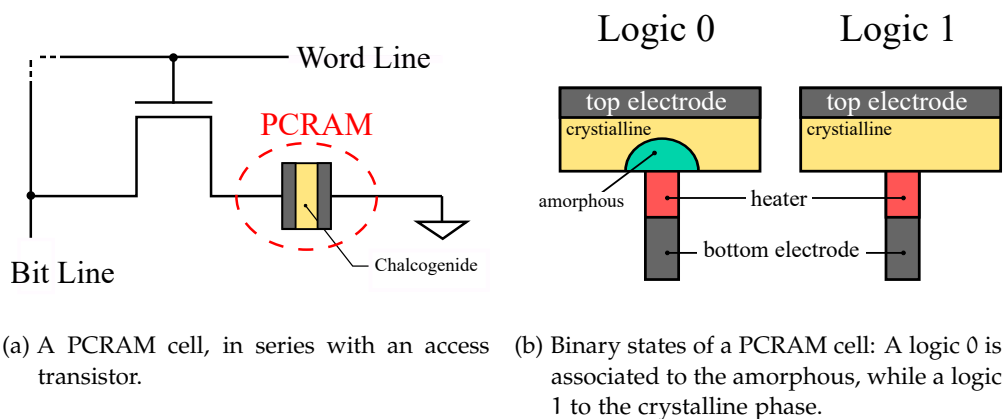 Word Line
PCRAM
Chalcogenide
Bit Line
(a) A PCRAM cell, in series with an access
transistor.
Logic 0
Logic 1
top electrode
top electrode
crystialline
crystialline
amorphous
heater
bottom electrode
(b) Binary states of a PCRAM cell: A logic 0 is
associated to the amorphous, while a logic
1 to the crystalline phase.